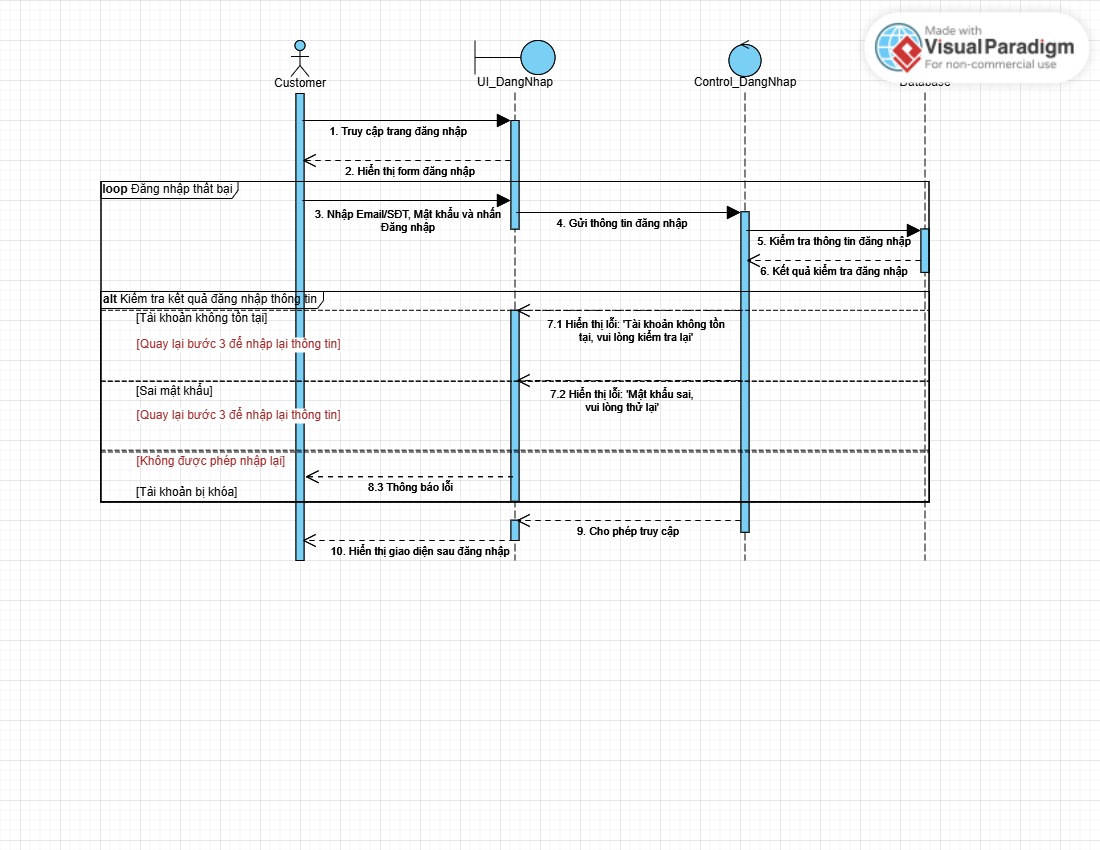 Made with
VisualParadigm
For non-commercial use
Customer
UI_DangNhap
Control_DangNhap
Database
1. Truy cập trang đăng nhập
2. Hiển thị form đăng nhập
loop Đăng nhập thất bại
3. Nhập Email/SĐT, Mật khẩu và nhấn
Đăng nhập
4. Gửi thông tin đăng nhập
5. Kiểm tra thông tin đăng nhập
6. Kết quả kiểm tra đăng nhập
alt Kiểm tra kết quả đăng nhập thông tin
[Tài khoản không tồn tại]
7.1 Hiển thị lỗi: 'Tài khoản không tồn
tại, vui lòng kiểm tra lại'
[Quay lại bước 3 để nhập lại thông tin]
[Sai mật khẩu]
7.2 Hiển thị lỗi: 'Mật khẩu sai,
vui lòng thử lại'
[Quay lại bước 3 để nhập lại thông tin]
[Không được phép nhập lại]
8.3 Thông báo lỗi
[Tài khoản bị khóa]
9. Cho phép truy cập
10. Hiển thị giao diện sau đăng nhập